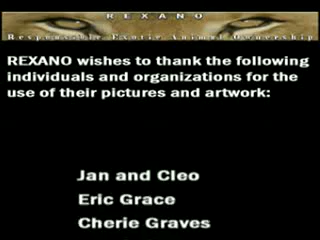 REXANO
Responsible Exotic Animal Ownership
REXANO wishes to thank the following
individuals and organizations for the
use of their pictures and artwork:
Jan and Cleo
Eric Grace
Cherie Graves